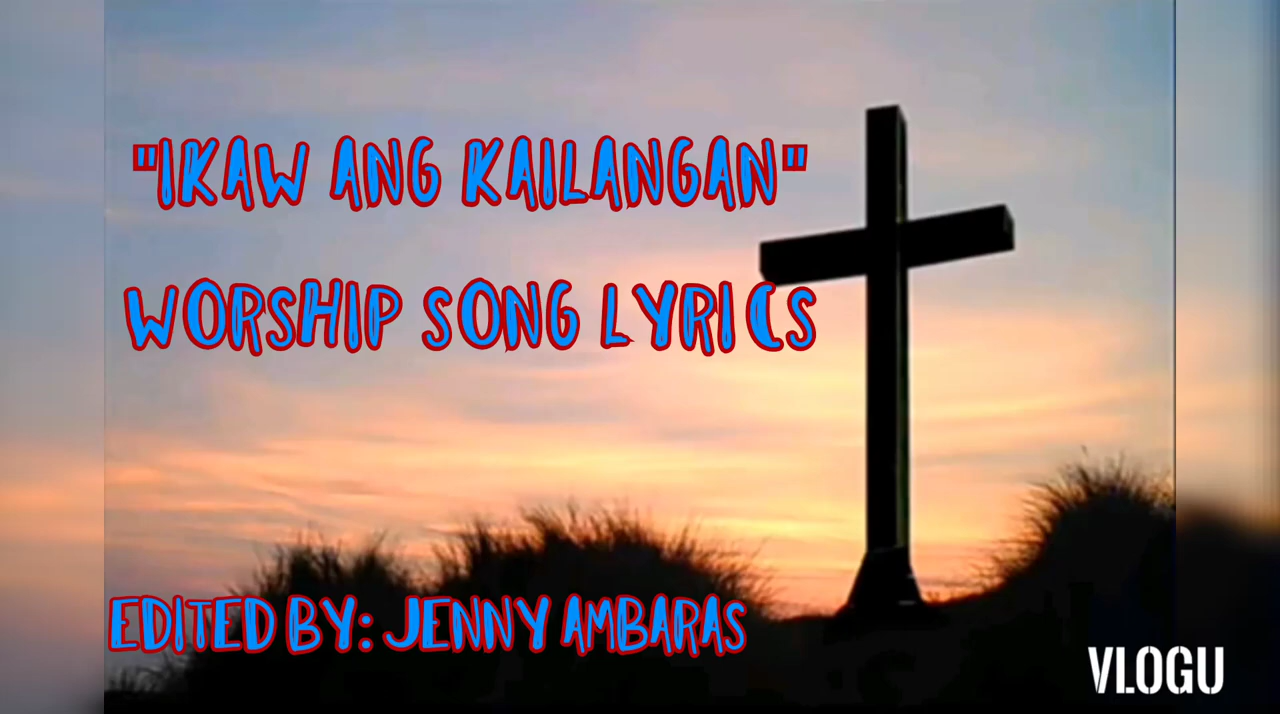 "IKAW ANG KAILANGAN"
WORSHIP SONG LYRICS
EDITED BY: JENNY AMBARAS
VLOGU